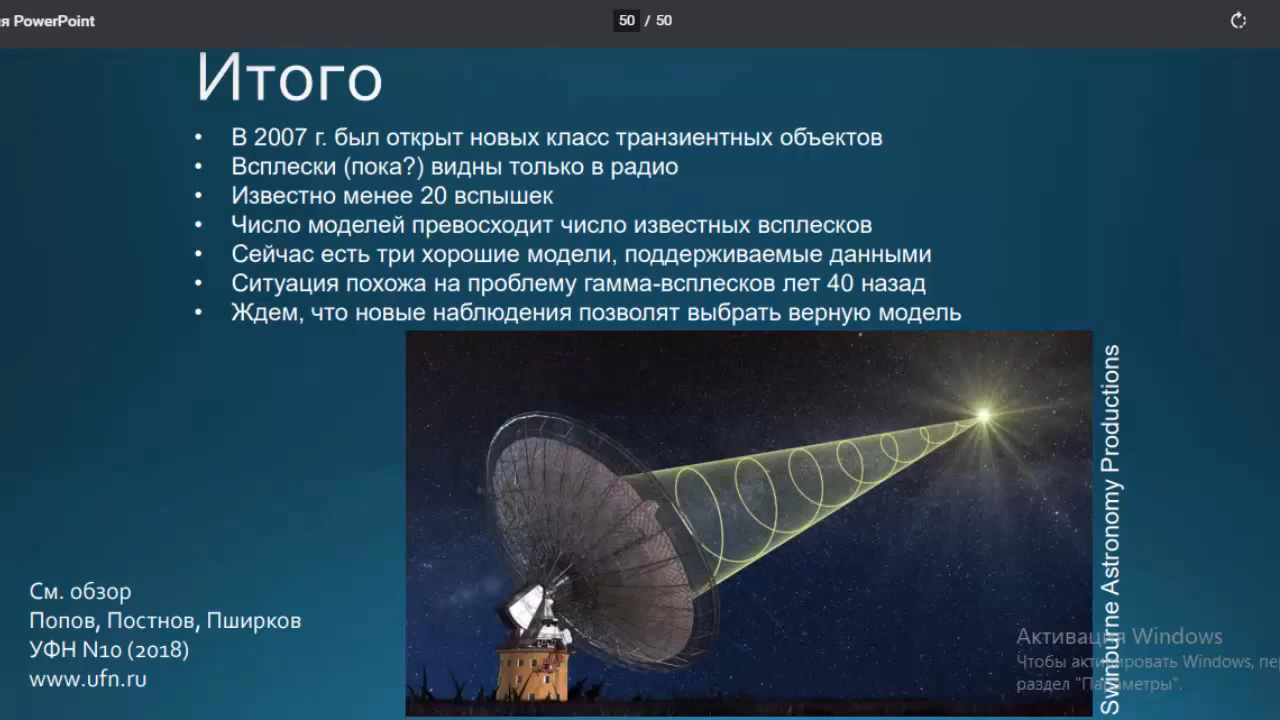 я PowerPoint
50 / 50
Итого
• В 2007 г. был открыт новых класс транзиентных объектов
• Всплески (пока?) видны только в радио
• Известно менее 20 вспышек
• Число моделей превосходит число известных всплесков
• Сейчас есть три хорошие модели, поддерживаемые данными
• Ситуация похожа на проблему гамма-всплесков лет 40 назад
• Ждем, что новые наблюдения позволят выбрать верную модель
Swinburne Astronomy Productions
См. обзор
Попов, Постнов, Пширков
УФН N10 (2018)
www.ufn.ru
Активация Windows
Чтобы активировать Windows, пе
раздел "Параметры".